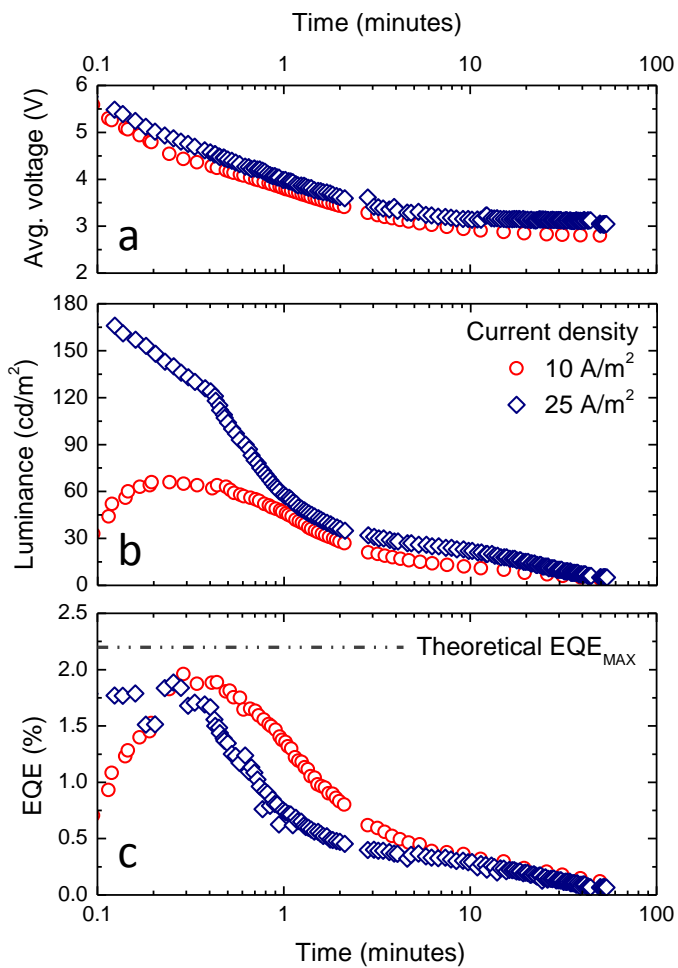 Time (minutes)
0.1 1 10 100
6
5
4
3
2
Avg. voltage (V)
a
180
150
120
90
60
30
0
Luminance (cd/m²)
Current density
10 A/m²
25 A/m²
b
2.5
2.0
1.5
1.0
0.5
0.0
EQE (%)
Theoretical EQE_MAX
c
0.1 1 10 100
Time (minutes)